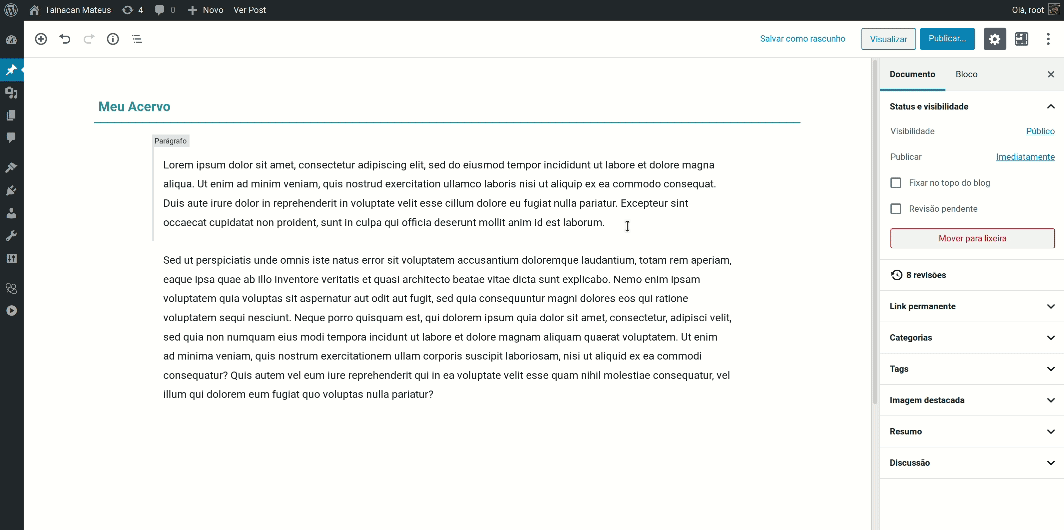 Tainacan Mateus
4
0
Novo
Ver Post
Olá, root
Salvar como rascunho
Visualizar
Publicar...
Documento
Bloco
Meu Acervo
Parágrafo
Lorem ipsum dolor sit amet, consectetur adipiscing elit, sed do eiusmod tempor incididunt ut labore et dolore magna
aliqua. Ut enim ad minim veniam, quis nostrud exercitation ullamco laboris nisi ut aliquip ex ea commodo consequat.
Duis aute irure dolor in reprehenderit in voluptate velit esse cillum dolore eu fugiat nulla pariatur. Excepteur sint
occaecat cupidatat non proident, sunt in culpa qui officia deserunt mollit anim id est laborum.
Sed ut perspiciatis unde omnis iste natus error sit voluptatem accusantium doloremque laudantium, totam rem aperiam,
eaque ipsa quae ab illo inventore veritatis et quasi architecto beatae vitae dicta sunt explicabo. Nemo enim ipsam
voluptatem quia voluptas sit aspernatur aut odit aut fugit, sed quia consequuntur magni dolores eos qui ratione
voluptatem sequi nesciunt. Neque porro quisquam est, qui dolorem ipsum quia dolor sit amet, consectetur, adipisci velit,
sed quia non numquam eius modi tempora incidunt ut labore et dolore magnam aliquam quaerat voluptatem. Ut enim
ad minima veniam, quis nostrum exercitationem ullam corporis suscipit laboriosam, nisi ut aliquid ex ea commodi
consequatur? Quis autem vel eum iure reprehenderit qui in ea voluptate velit esse quam nihil molestiae consequatur, vel
illum qui dolorem eum fugiat quo voluptas nulla pariatur?
Status e visibilidade
Visibilidade
Público
Publicar
Imediatamente
Fixar no topo do blog
Revisão pendente
Mover para lixeira
8 revisões
Link permanente
Categorias
Tags
Imagem destacada
Resumo
Discussão